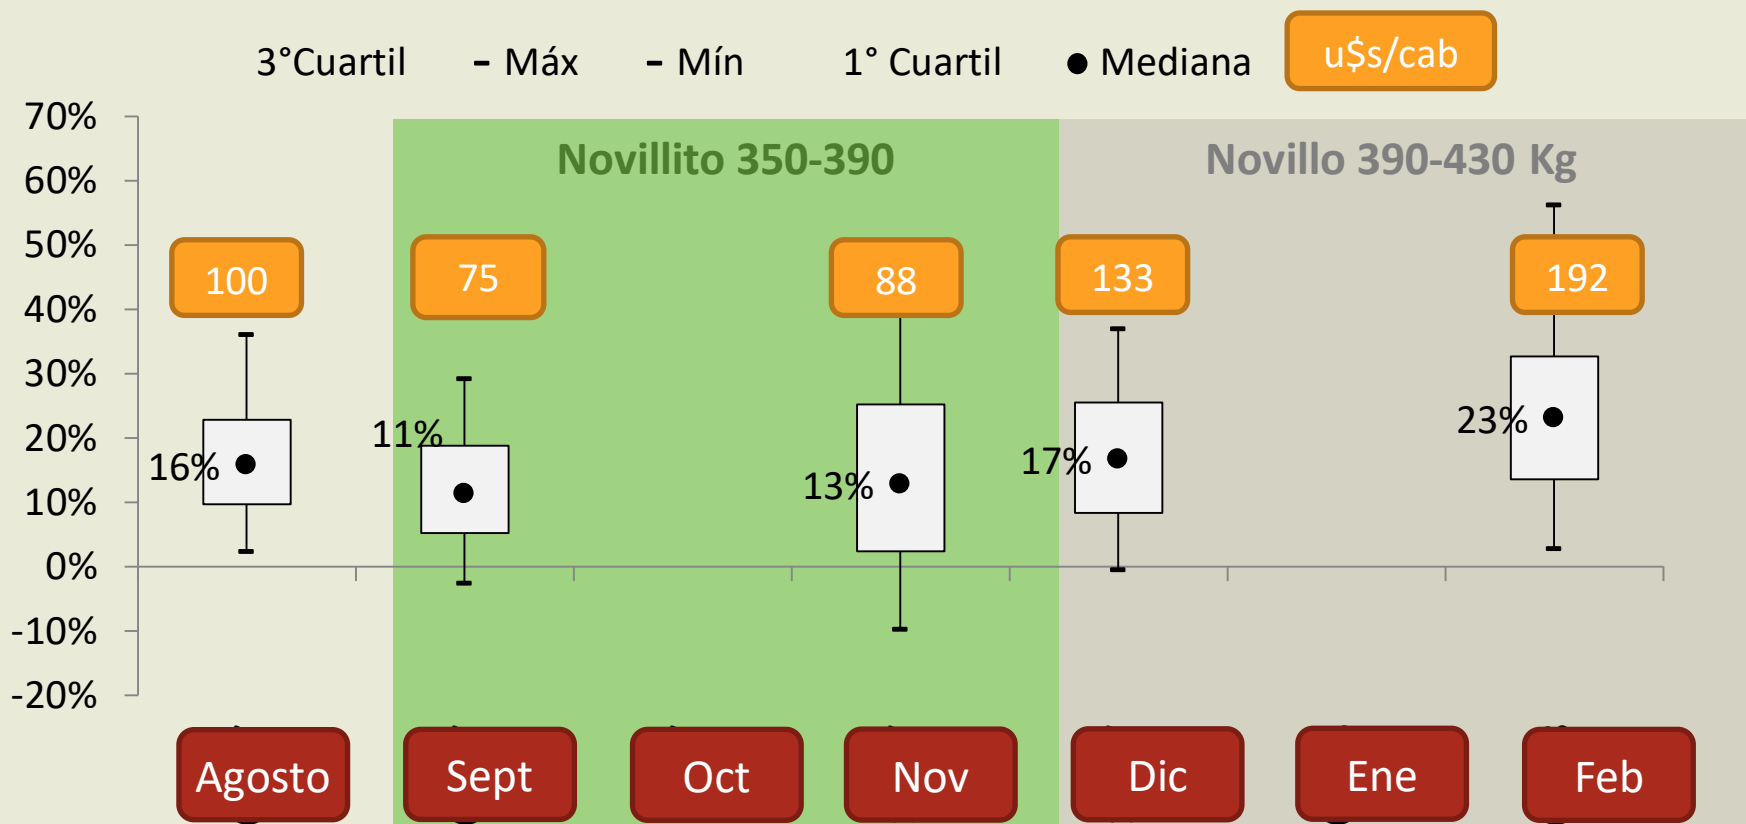 3°Cuartil - Máx - Mín 1° Cuartil ● Mediana u$s/cab
70%
Novillito 350-390 Novillo 390-430 Kg
60%
50%
100 75 88 133 192
40%
30%
20%
16% 11% 13% 17% 23%
10%
0%
-10%
-20%
Agosto Sept Oct Nov Dic Ene Feb